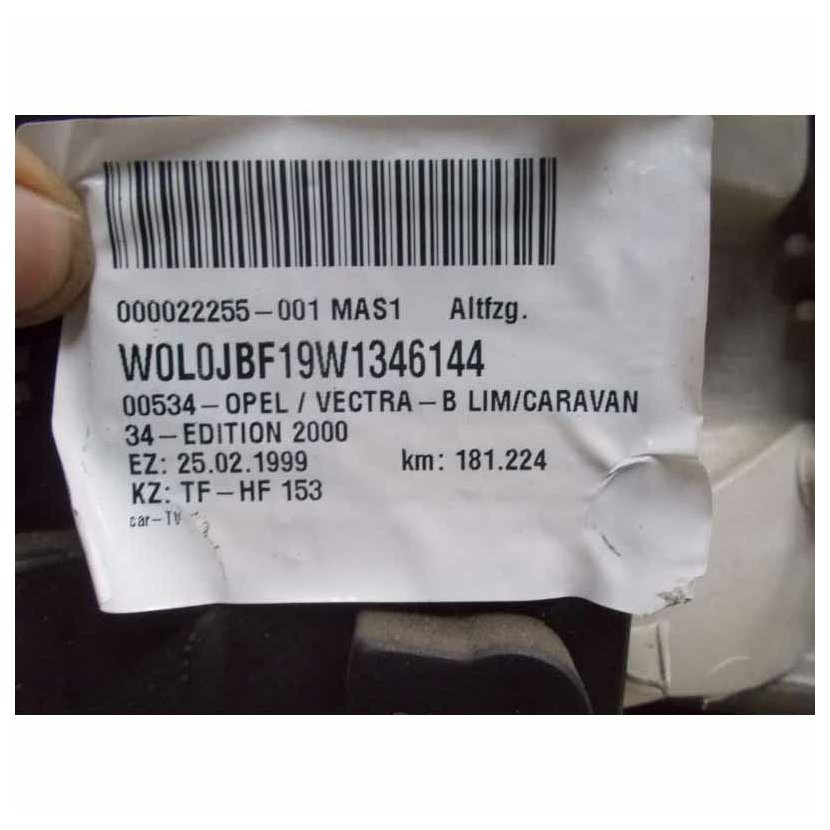 000022255-001 MAS1 Altfzg.
W0L0JBF19W1346144
00534-OPEL / VECTRA-B LIM/CARAVAN
34-EDITION 2000
EZ: 25.02.1999 km: 181.224
KZ: TF-HF 153